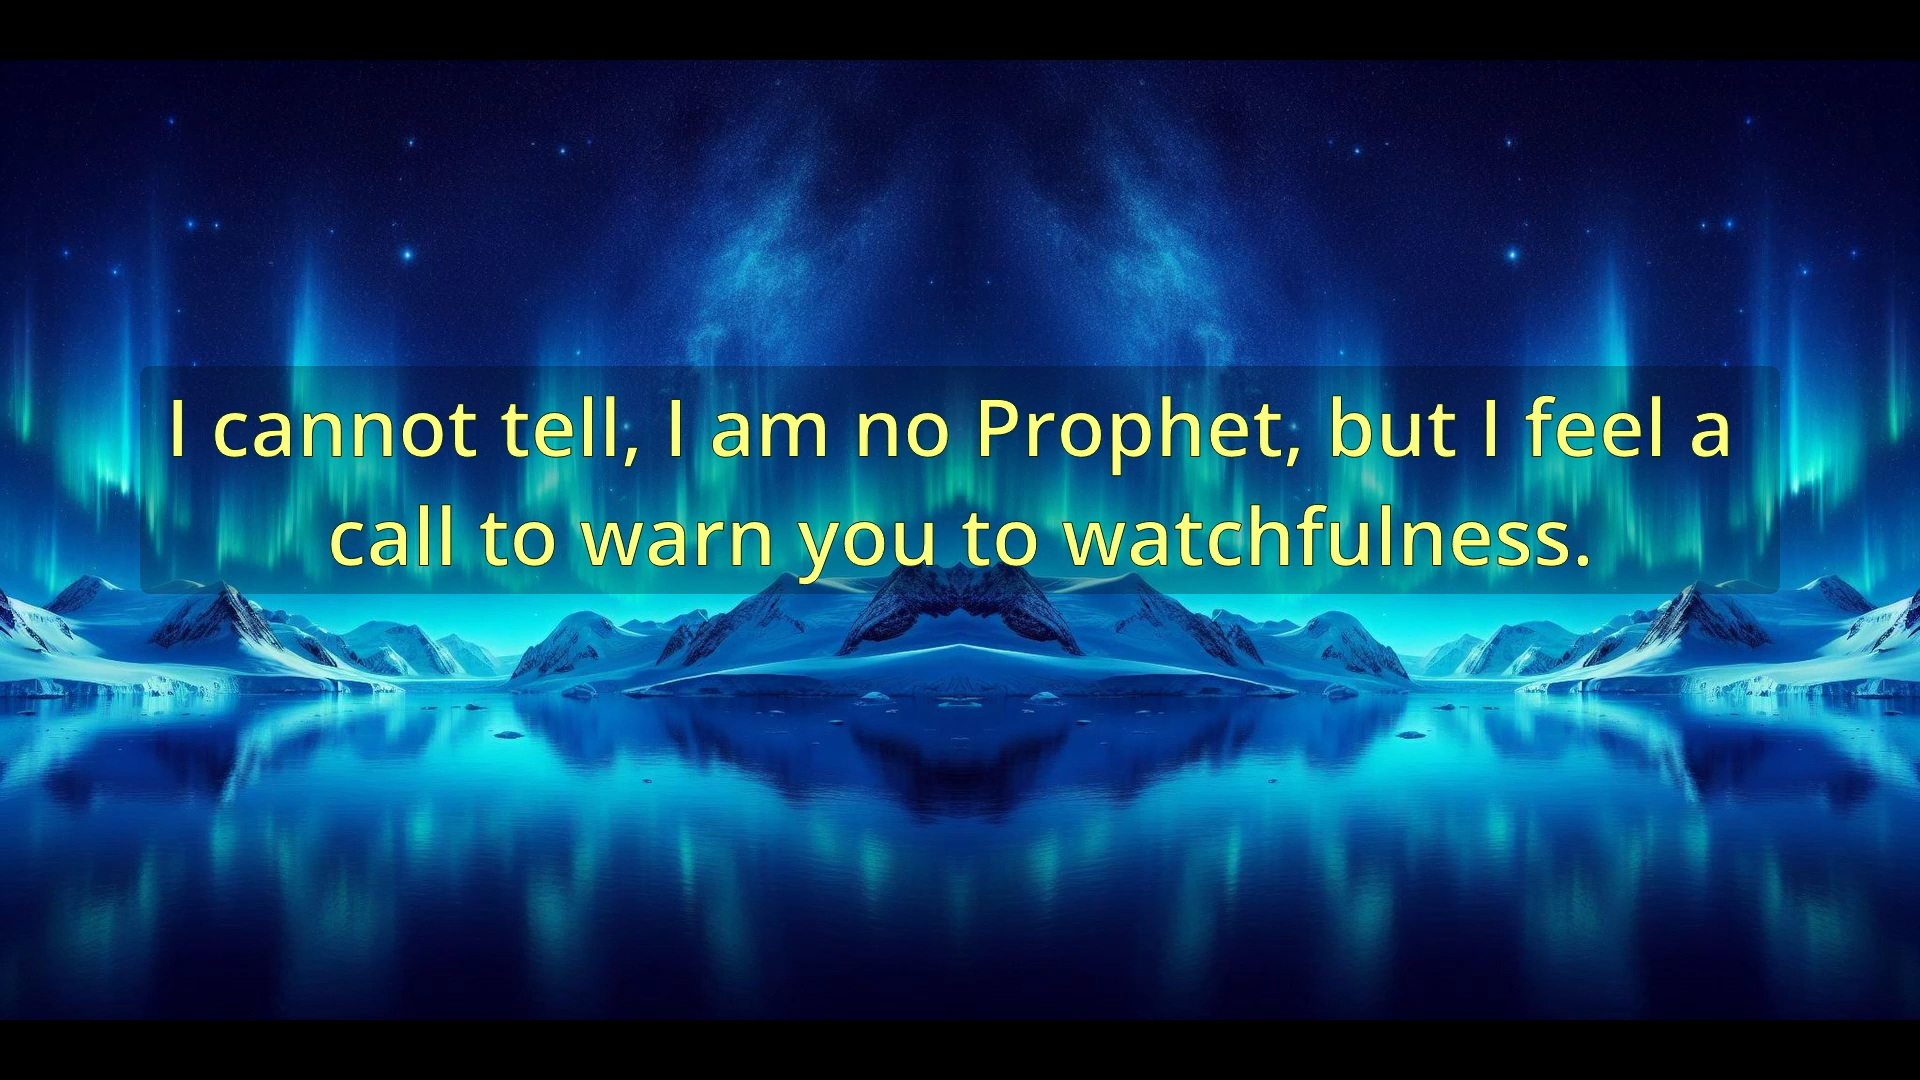 I cannot tell, I am no Prophet, but I feel a
call to warn you to watchfulness.